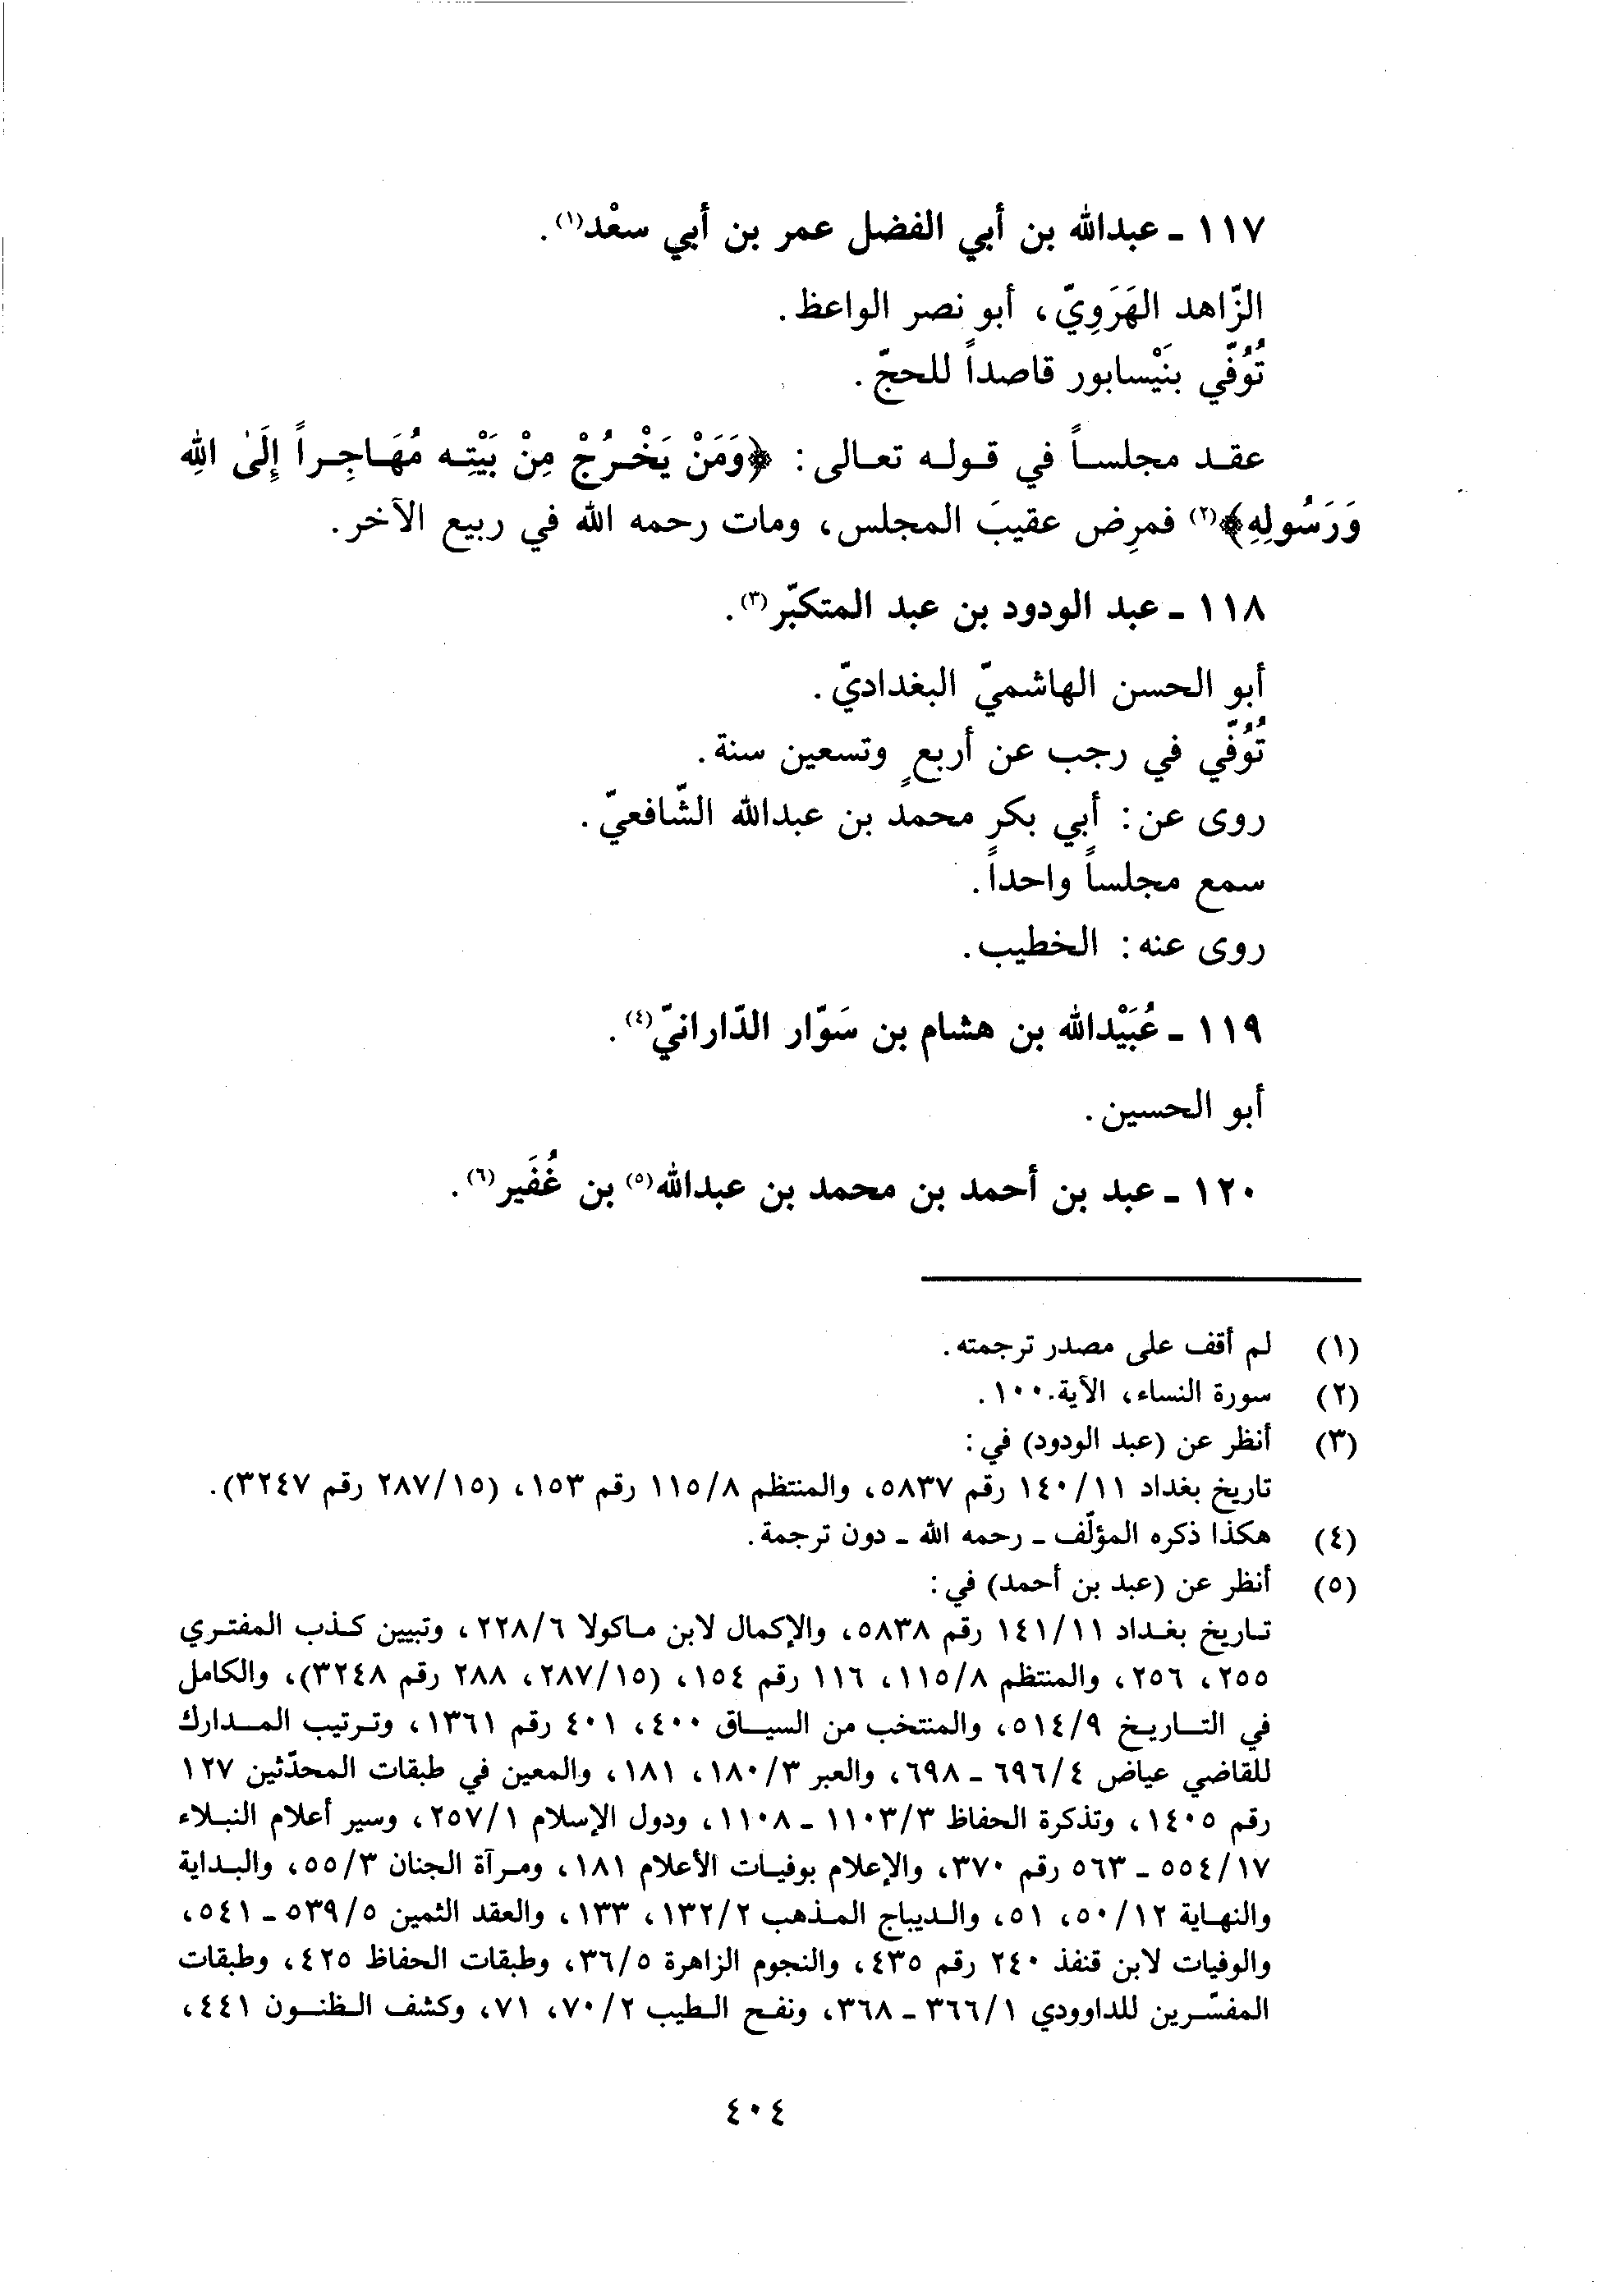 ١١٧ ـ عبدالله بن أبي الفضل عمر بن أبي سعْد(١).
الزّاهد الهَرَوِيّ، أبو نصر الواعظ.
تُوُفّي بنَيْسابور قاصداً للحجّ.
عقد مجلساً في قوله تعالى: ﴿وَمَنْ يَخْرُجْ مِنْ بَيْتِه مُهَاجِراً إِلَىٰ اللهِ
وَرَسُولِهِ﴾(٢) فمرِض عقيبَ المجلس، ومات رحمه الله في ربيع الآخر.
١١٨ ـ عبد الودود بن عبد المتكبّر(٣).
أبو الحسن الهاشميّ البغداديّ.
تُوُفّي في رجب عن أربعٍ وتسعين سنة.
روى عن: أبي بكر محمد بن عبدالله الشّافعيّ.
سمع مجلساً واحداً.
روى عنه: الخطيب.
١١٩ ـ عُبَيْدالله بن هشام بن سَوّار الدّارانيّ(٤).
أبو الحسين.
١٢٠ ـ عبد بن أحمد بن محمد بن عبدالله(٥) بن غُفَير(٦).
(١) لم أقف على مصدر ترجمته.
(٢) سورة النساء، الآية ١٠٠.
(٣) أنظر عن (عبد الودود) في:
تاريخ بغداد ١٤٠/١١ رقم ٥٨٣٧، والمنتظم ١١٥/٨ رقم ١٥٣، (٢٨٧/١٥ رقم ٣٢٤٧).
(٤) هكذا ذكره المؤلّف ـ رحمه الله ـ دون ترجمة.
(٥) أنظر عن (عبد بن أحمد) في:
تاريخ بغداد ١٤١/١١ رقم ٥٨٣٨، والإكمال لابن ماكولا ٢٢٨/٦، وتبيين كذب المفتري
٢٥٥، ٢٥٦، والمنتظم ١١٥/٨، ١١٦ رقم ١٥٤، (٢٨٧/١٥، ٢٨٨ رقم ٣٢٤٨)، والكامل
في التاريخ ٥١٤/٩، والمنتخب من السياق ٤٠٠، ٤٠١ رقم ١٣٦١، وترتيب المدارك
للقاضي عياض ٦٩٦/٤ ـ ٦٩٨، والعبر ١٨٠/٣، ١٨١، والمعين في طبقات المحدّثين ١٢٧
رقم ١٤٠٥، وتذكرة الحفاظ ١١٠٣/٣ ـ ١١٠٨، ودول الإسلام ٢٥٧/١، وسير أعلام النبلاء
٥٥٤/١٧ ـ ٥٦٣ رقم ٣٧٠، والإعلام بوفيات الأعلام ١٨١، ومرآة الجنان ٥٥/٣، والبداية
والنهاية ٥٠/١٢، ٥١، والديباج المذهب ١٣٢/٢، ١٣٣، والعقد الثمين ٥٣٩/٥ ـ ٥٤١،
والوفيات لابن قنفذ ٢٤٠ رقم ٤٣٥، والنجوم الزاهرة ٣٦/٥، وطبقات الحفاظ ٤٢٥، وطبقات
المفسّرين للداوودي ٣٦٦/١ ـ ٣٦٨، ونفح الطيب ٧٠/٢، ٧١، وكشف الظنون ٤٤١،
٤٠٤